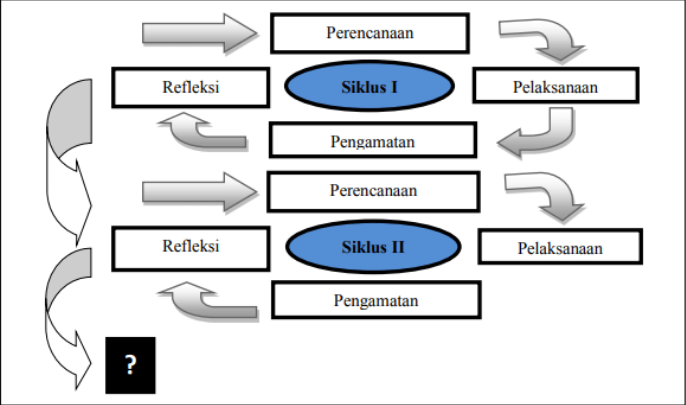 Perencanaan
Refleksi
Siklus I
Pelaksanaan
Pengamatan
Perencanaan
Refleksi
Siklus II
Pelaksanaan
Pengamatan
?